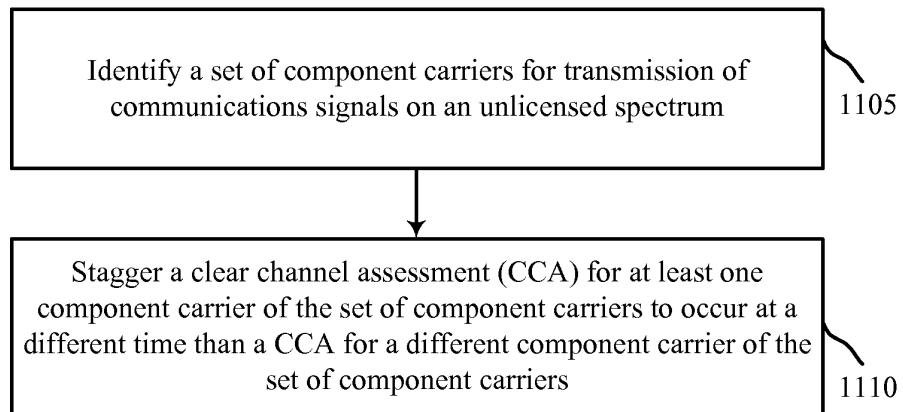 Identify a set of component carriers for transmission of
communications signals on an unlicensed spectrum
1105
Stagger a clear channel assessment (CCA) for at least one
component carrier of the set of component carriers to occur at a
different time than a CCA for a different component carrier of the
set of component carriers
1110